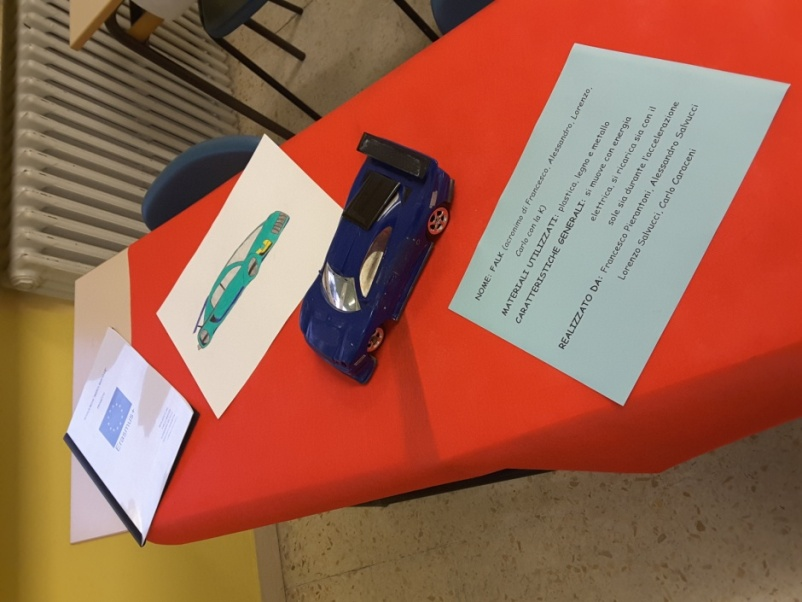 NOME: FALK (acronimo di Francesco, Alessandro, Lorenzo,
Carlo con la K)
MATERIALI UTILIZZATI: plastica, legno e metallo
CARATTERISTICHE GENERALI: si muove con energia
elettrica, si ricarica sia con il
sole sia durante l'accelerazione
REALIZZATO DA: Francesco Pierantoni, Alessandro Salvucci
Lorenzo Salvucci, Carlo Caraceni
Erasmus+